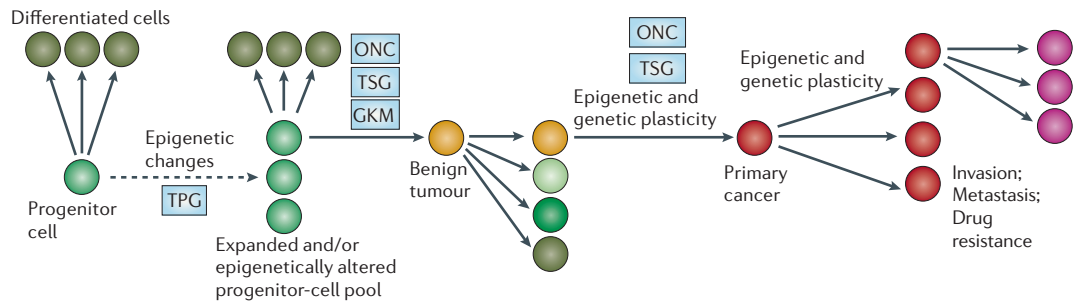 Differentiated cells
Progenitor
cell
Epigenetic
changes
TPG
Expanded and/or
epigenetically altered
progenitor-cell pool
ONC
TSG
GKM
Benign
tumour
ONC
TSG
Epigenetic and
genetic plasticity
Primary
cancer
Epigenetic and
genetic plasticity
Invasion;
Metastasis;
Drug
resistance